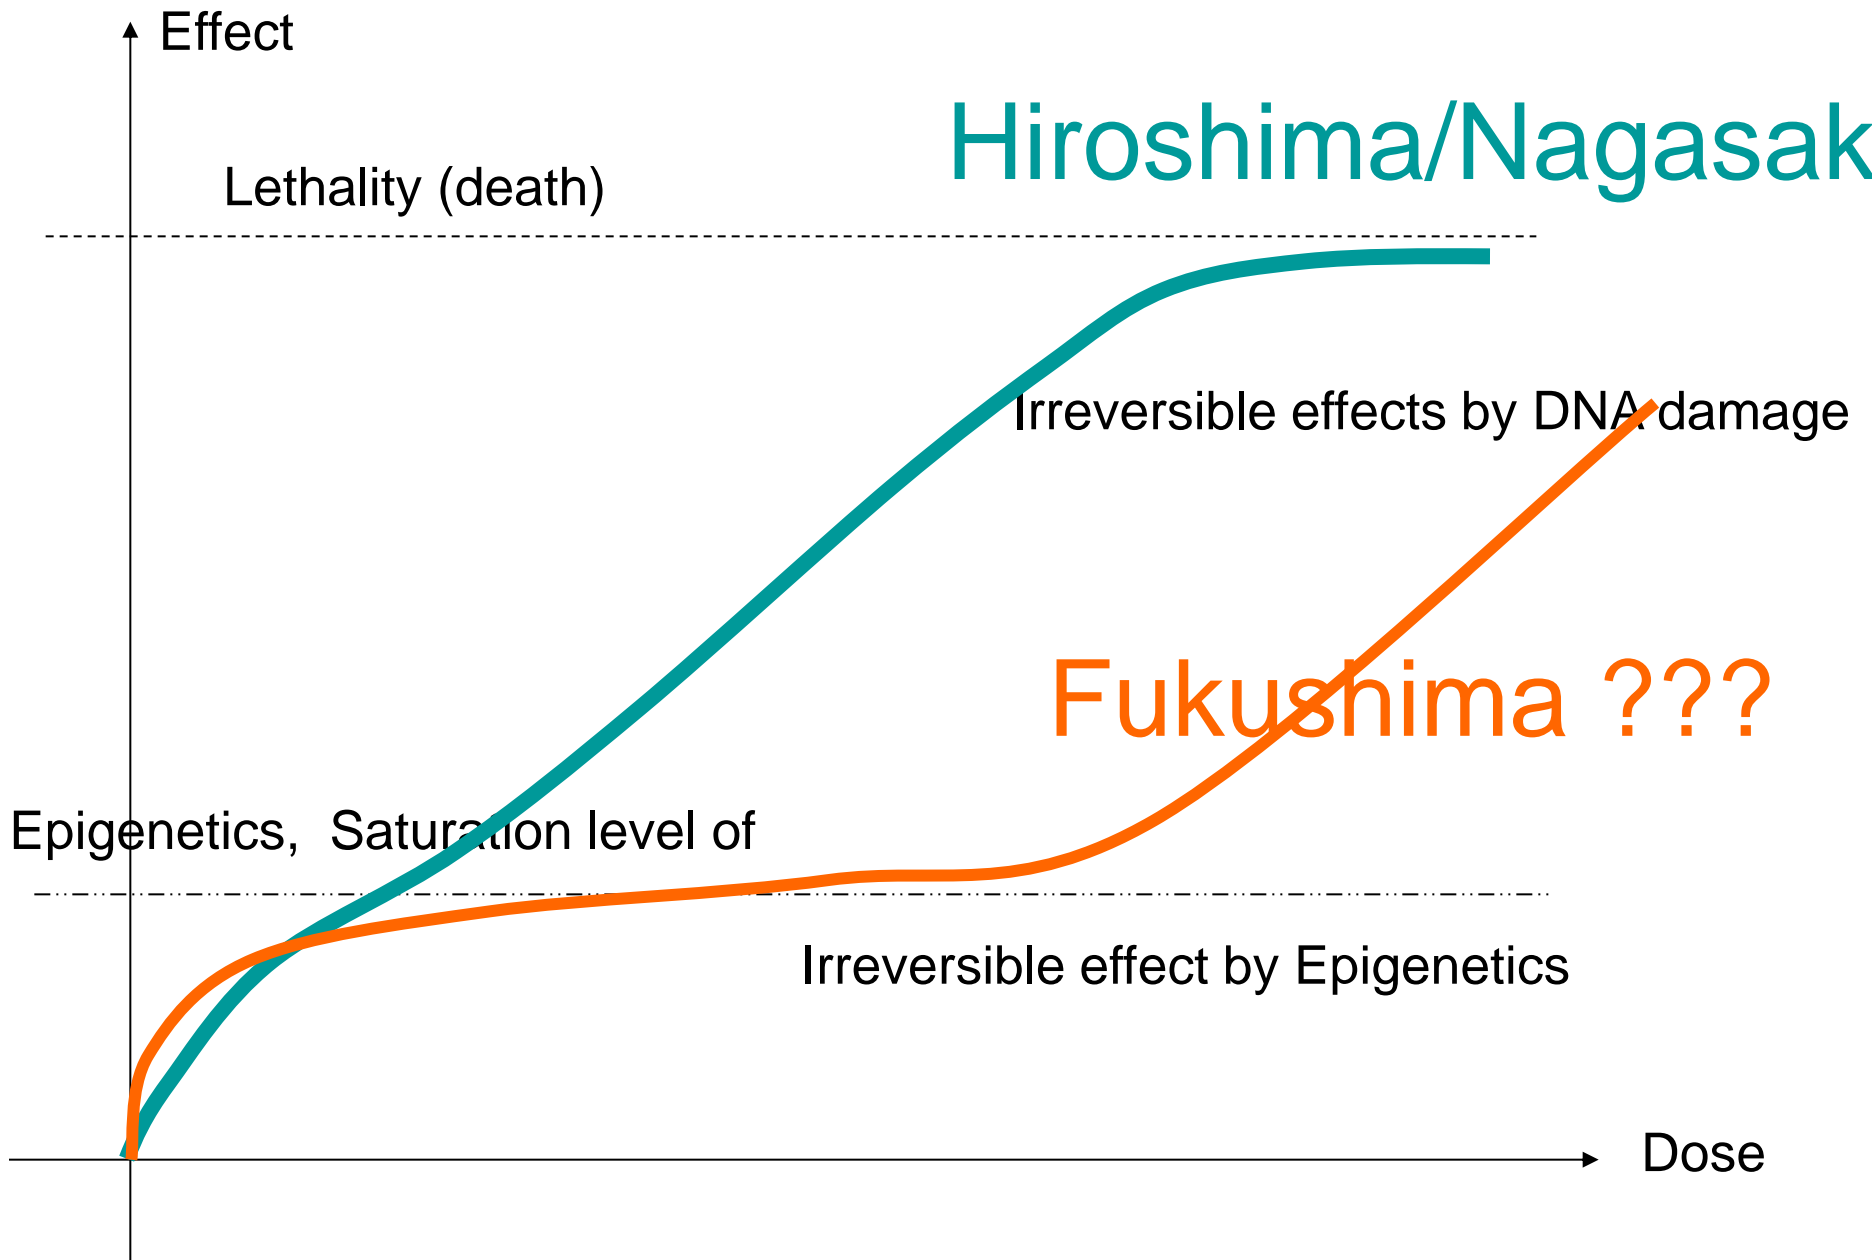 Effect
Hiroshima/Nagasak
Lethality (death)
Irreversible effects by DNA damage
Fukushima ???
Epigenetics,  Saturation level of
Irreversible effect by Epigenetics
Dose